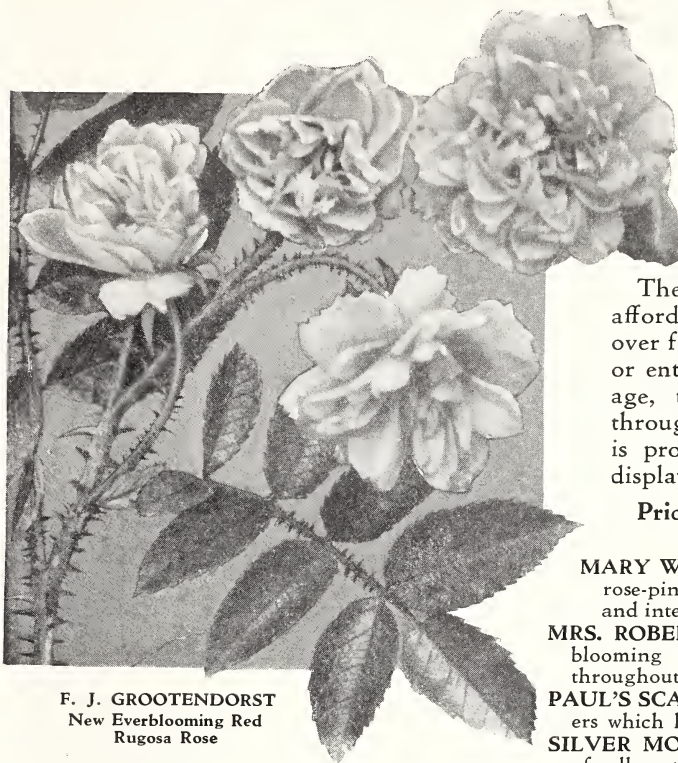 F. J. GROOTENDORST
New Everblooming Red
Rugosa Rose
The
afford
over f
or ent
age, t
throug
is pro
displa
Pric
MARY W
rose-pin
and inte
MRS. ROBE
blooming
throughout
PAUL'S SCA
ers which l
SILVER MO